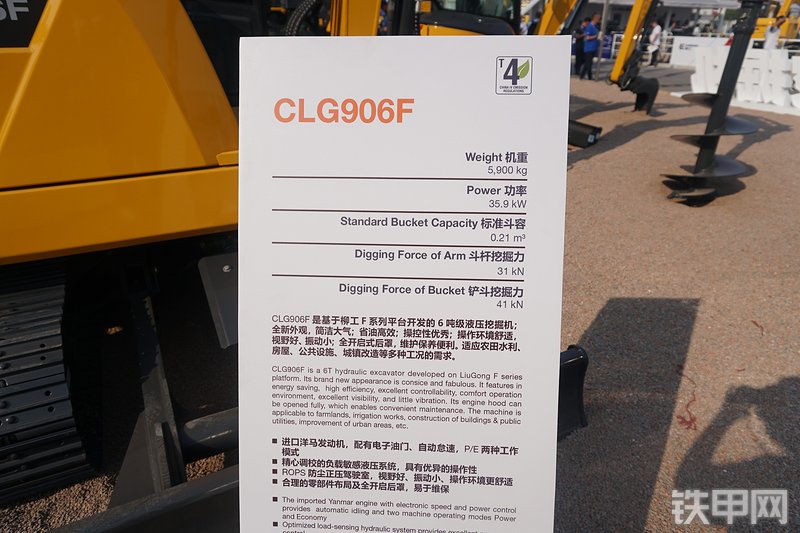 5F
T4
CHINA IV EMISSION
REGULATIONS
CLG906F
Weight 机重
5,900 kg
Power 功率
35.9 kW
Standard Bucket Capacity 标准斗容
0.21 m³
Digging Force of Arm 斗杆挖掘力
31 kN
Digging Force of Bucket 铲斗挖掘力
41 kN
CLG906F 是基于柳工 F 系列平台开发的 6 吨级液压挖掘机；
全新外观，简洁大气；省油高效；操控性优秀；操作环境舒适，
视野好、振动小；全开启式后罩，维护保养便利。适应农田水利、
房屋、公共设施、城镇改造等多种工况的需求。
CLG906F is a 6T hydraulic excavator developed on LiuGong F series
platform. Its brand new appearance is consice and fabulous. It features in
energy saving, high efficiency, excellent controllability, comfort operation
environment, excellent visibility, and little vibration. Its engine hood can
be opened fully, which enables convenient maintenance. The machine is
applicable to farmlands, irrigation works, construction of buildings & public
utilities, improvement of urban areas, etc.
■ 进口洋马发动机，配有电子油门、自动怠速，P/E 两种工作
模式
■ 精心调校的负载敏感液压系统，具有优异的操作性
■ ROPS 防尘正压驾驶室，视野好、振动小、操作环境更舒适
■ 合理的零部件布局及全开启后罩，易于维保
■ The imported Yanmar engine with electronic speed and power control
provides automatic idling and two machine operating modes Power
and Economy
■ Optimized load-sensing hydraulic system provides excellent
control
铁甲网